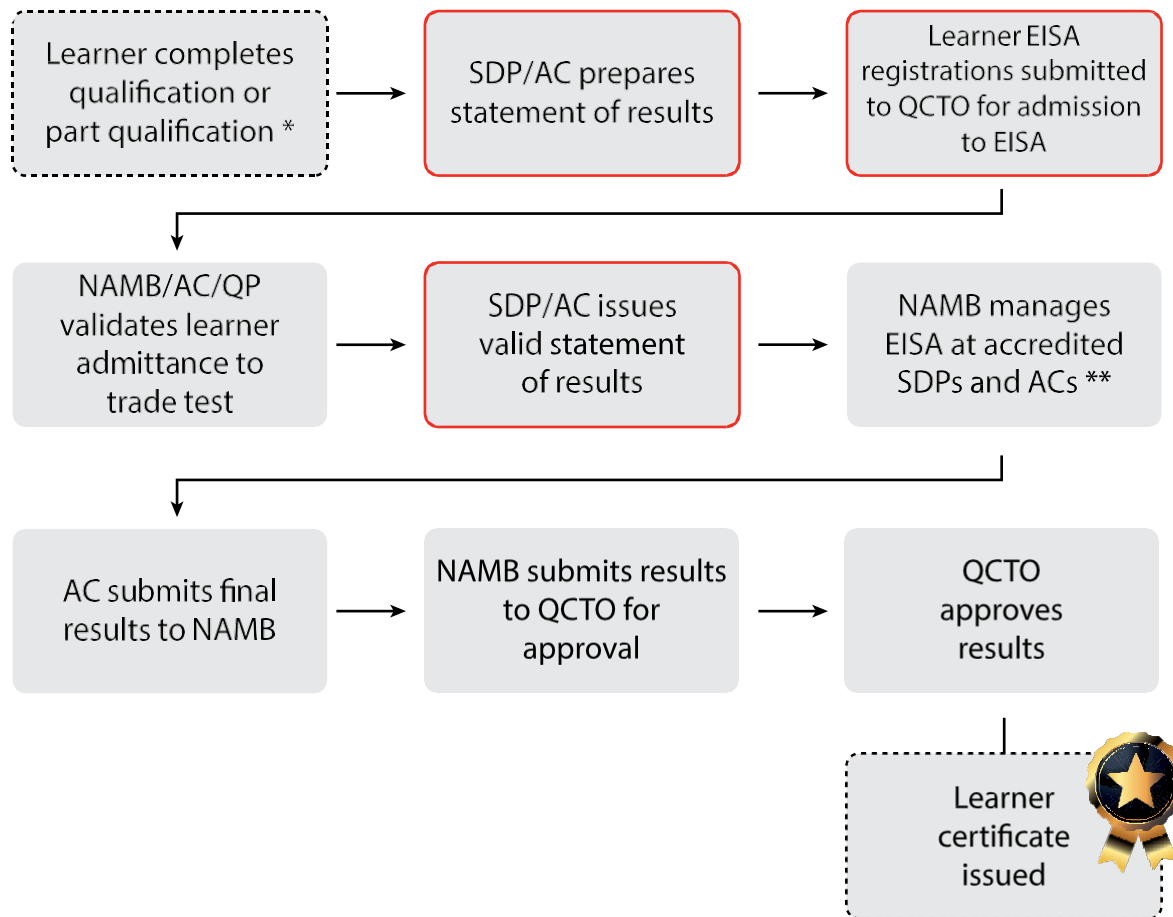 Learner completes
qualification or
part qualification *
SDP/AC prepares
statement of results
Learner EISA
registrations submitted
to QCTO for admission
to EISA
NAMB/AC/QP
validates learner
admittance to
trade test
SDP/AC issues
valid statement
of results
NAMB manages
EISA at accredited
SDPs and ACs **
AC submits final
results to NAMB
NAMB submits results
to QCTO for
approval
QCTO
approves
results
Learner
certificate
issued